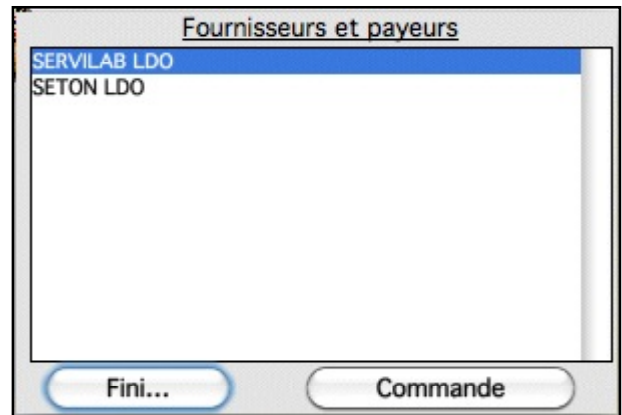 Fournisseurs et payeurs
SERVILAB LDO
SETON LDO
Fini...
Commande